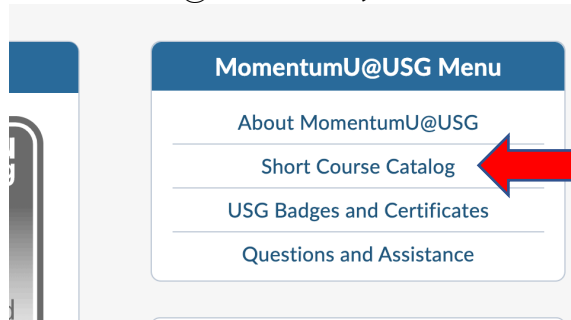 MomentumU@USG Menu
About MomentumU@USG
Short Course Catalog
USG Badges and Certificates
Questions and Assistance